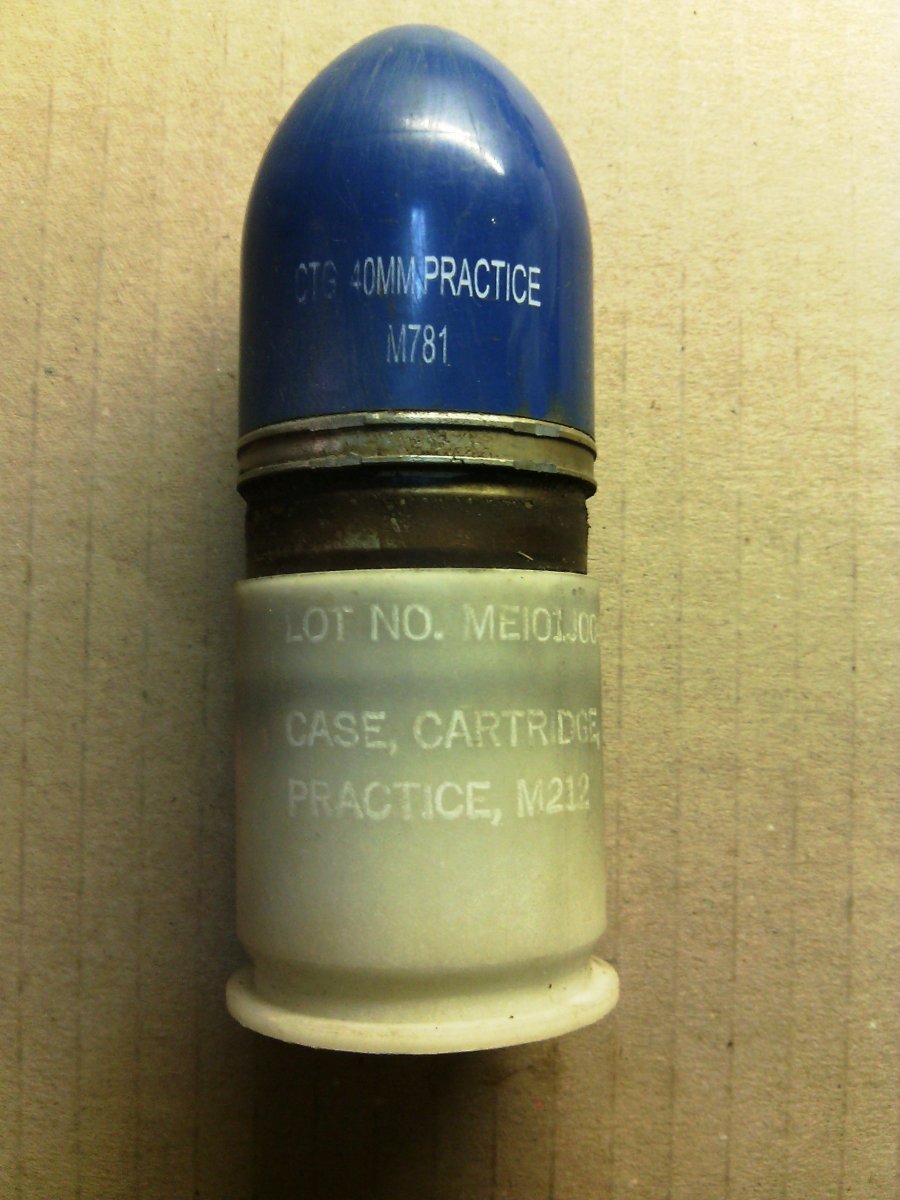 CTG 40MM PRACTICE
M781
LOT NO.
CASE, CARTRIDGE,
PRACTICE, M212